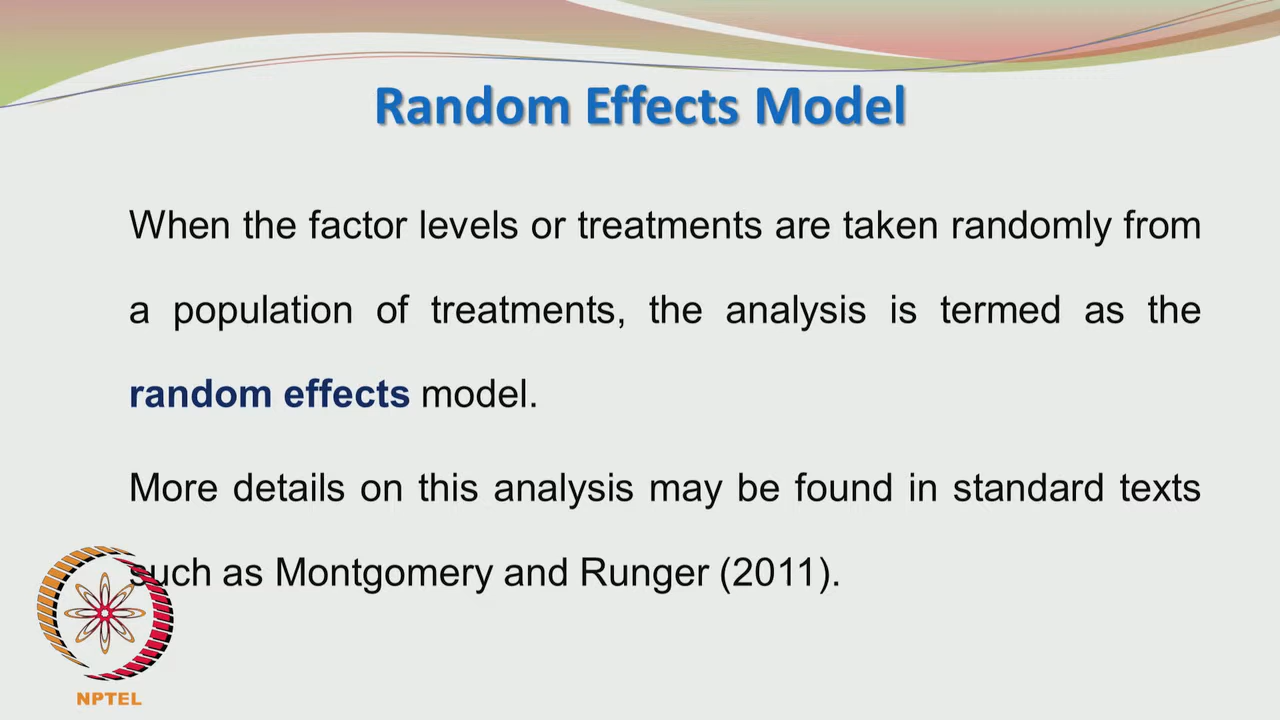 Random Effects Model
When the factor levels or treatments are taken randomly from
a population of treatments, the analysis is termed as the
random effects model.
More details on this analysis may be found in standard texts
such as Montgomery and Runger (2011).
NPTEL